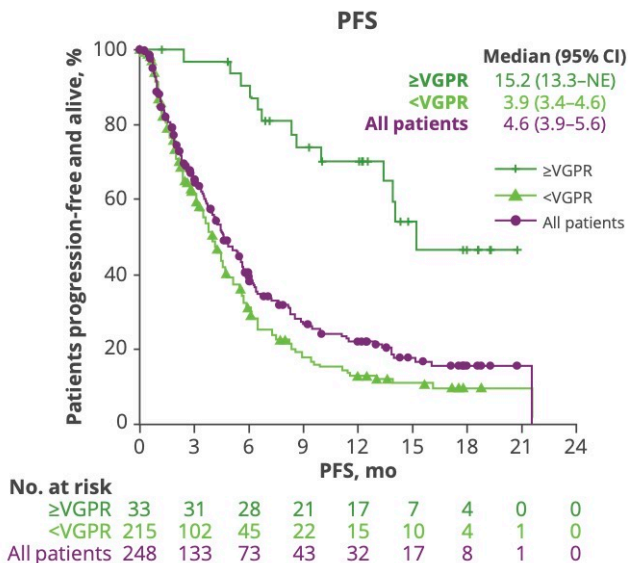 PFS
Patients progression-free and alive, %
100
80
60
40
20
0
Median (95% CI)
≥VGPR 15.2 (13.3–NE)
<VGPR 3.9 (3.4–4.6)
All patients 4.6 (3.9–5.6)
≥VGPR
<VGPR
All patients
0 3 6 9 12 15 18 21 24
PFS, mo
No. at risk
≥VGPR 33 31 28 21 17 7 4 0 0
<VGPR 215 102 45 22 15 10 4 1 0
All patients 248 133 73 43 32 17 8 1 0